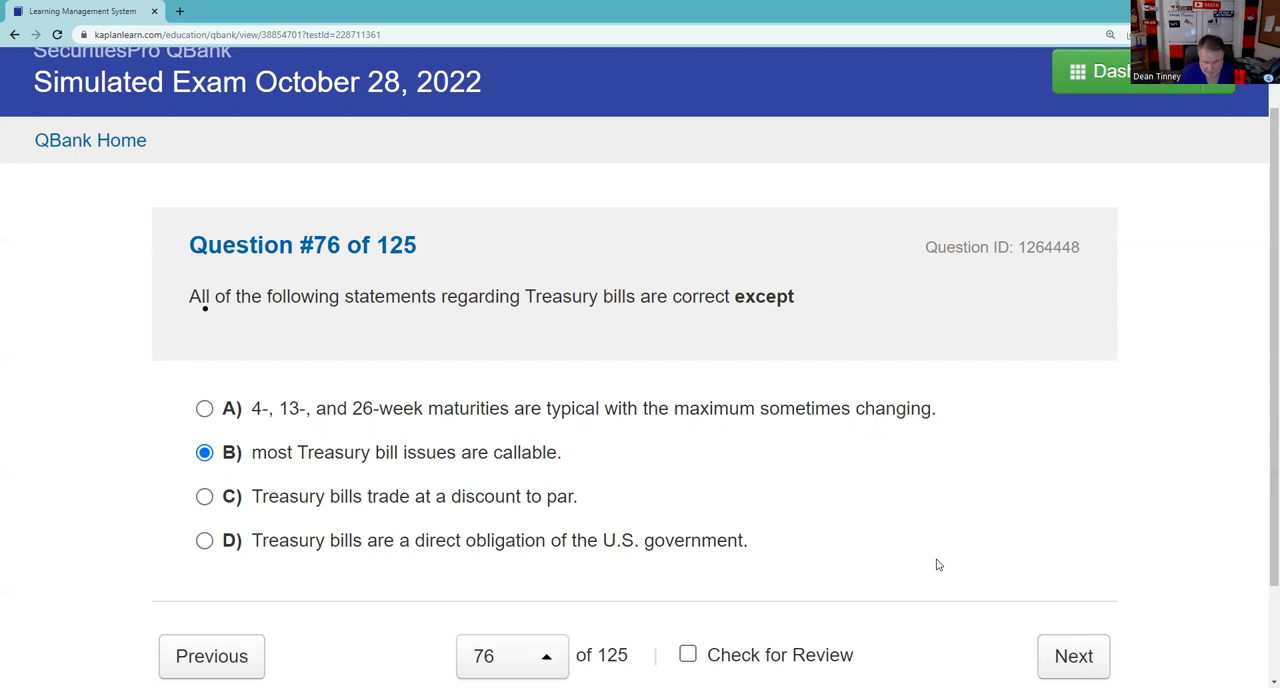 Learning Management System
kaplanlearn.com/education/qbank/view/38854701?testId=228711361
SecuritiesPro QBank
Simulated Exam October 28, 2022
Dash
Dean Tinney
QBank Home
Question #76 of 125
Question ID: 1264448
All of the following statements regarding Treasury bills are correct except
A) 4-, 13-, and 26-week maturities are typical with the maximum sometimes changing.
B) most Treasury bill issues are callable.
C) Treasury bills trade at a discount to par.
D) Treasury bills are a direct obligation of the U.S. government.
Previous
76
of 125
Check for Review
Next